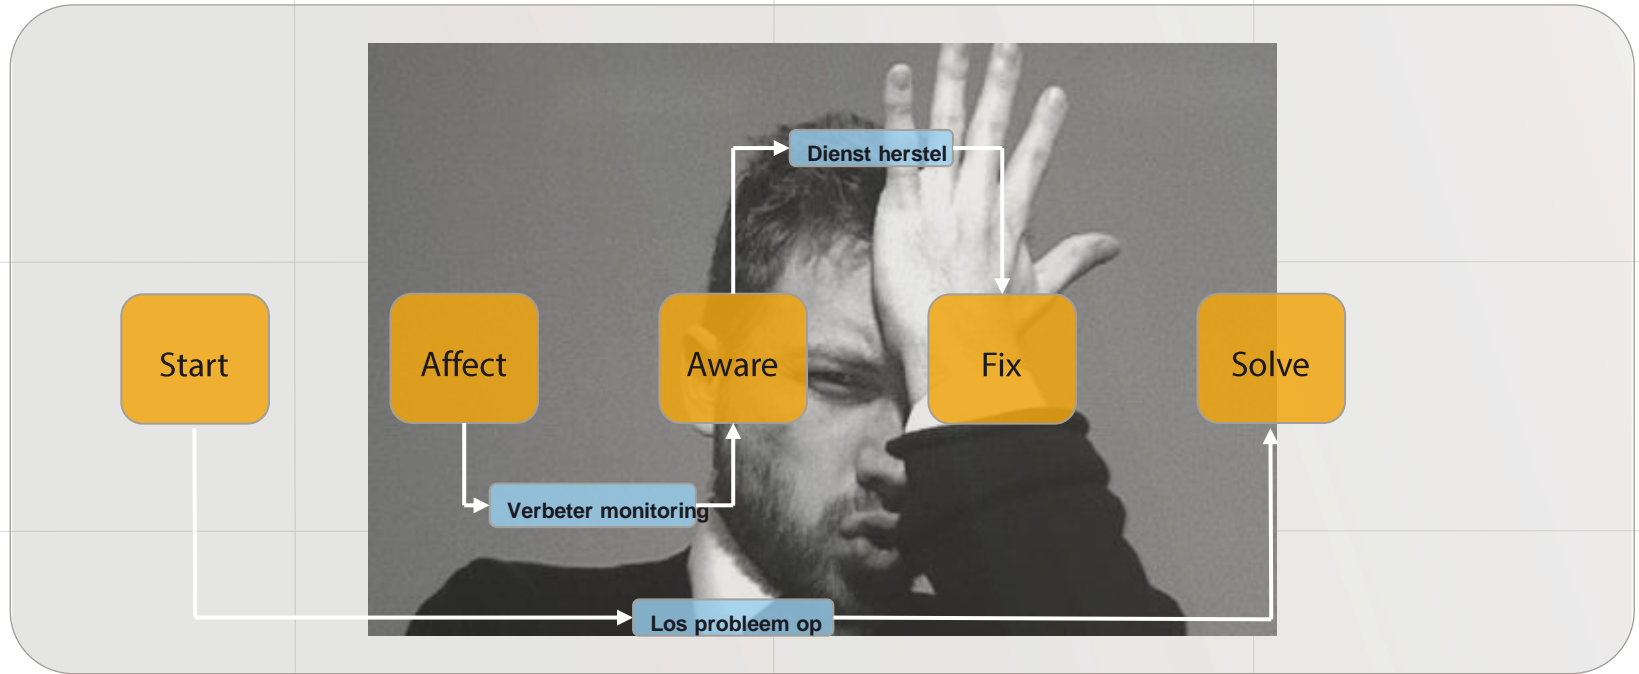 Dienst herstel
Start
Affect
Aware
Fix
Solve
Verbeter monitoring
Los probleem op